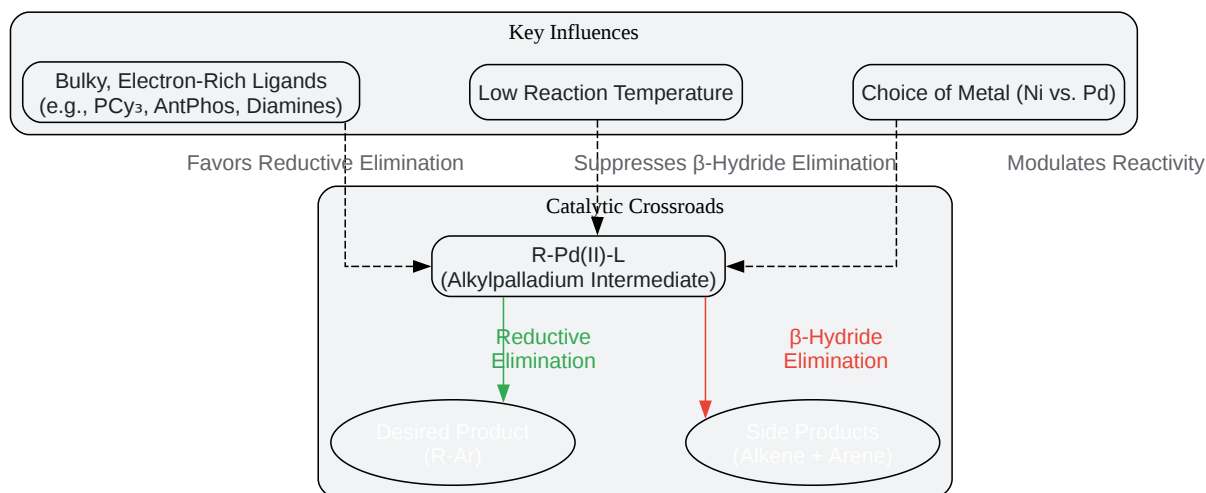 Key Influences
Bulky, Electron-Rich Ligands
(e.g., PCy₃, AntPhos, Diamines)
Low Reaction Temperature
Choice of Metal (Ni vs. Pd)
Favors Reductive Elimination
Suppresses β-Hydride Elimination
Modulates Reactivity
Catalytic Crossroads
R-Pd(II)-L
(Alkylpalladium Intermediate)
Reductive
Elimination
β-Hydride
Elimination
Desired Product
(R-Ar)
Side Products
(Alkene + Arene)